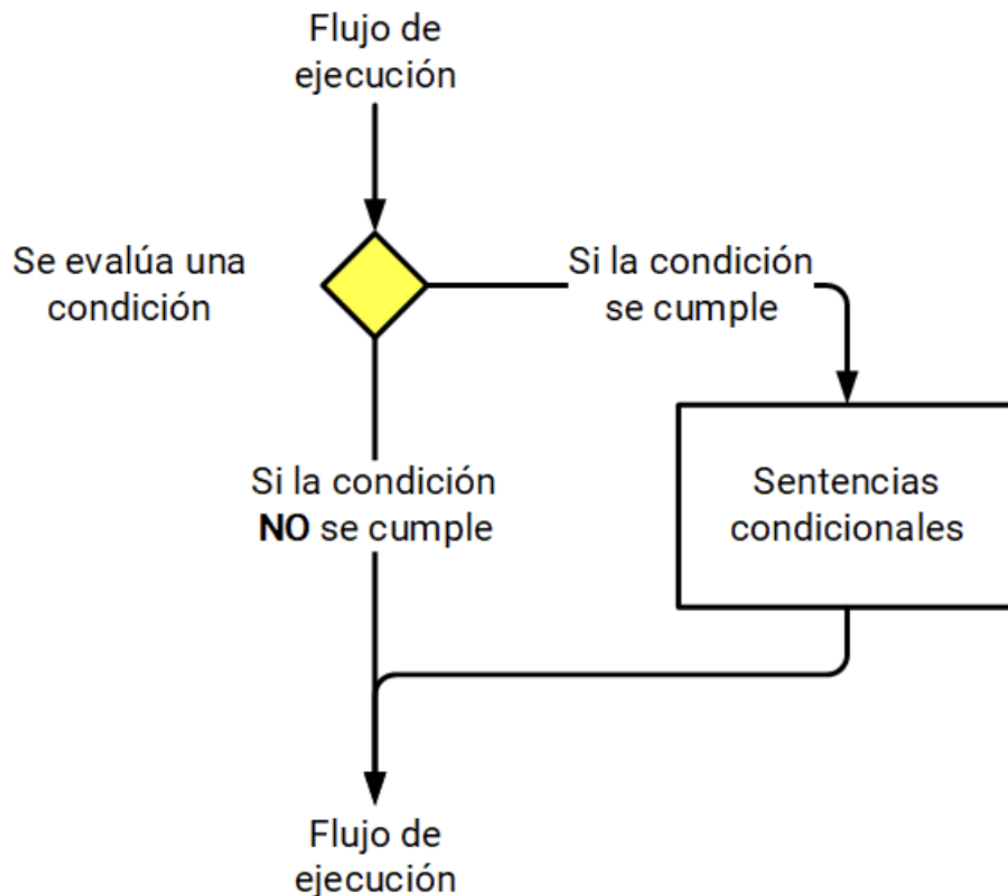 Flujo de
ejecución
Se evalúa una
condición
Si la condición
se cumple
Si la condición
NO se cumple
Sentencias
condicionales
Flujo de
ejecución